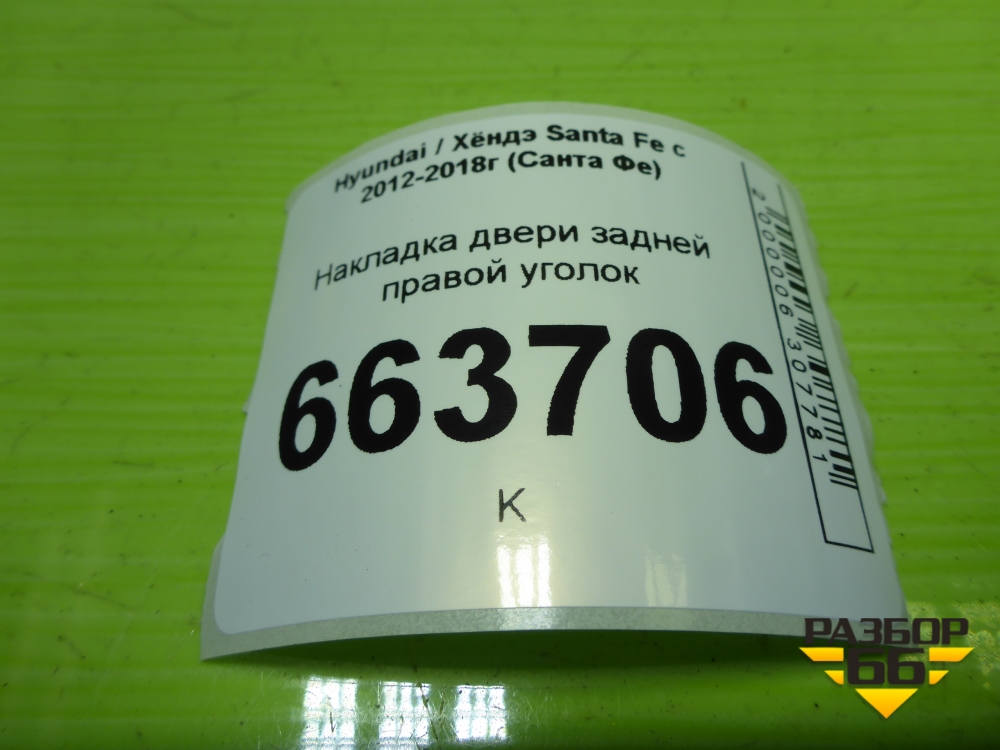 Hyundai / Хёндэ Santa Fe с
2012-2018г (Санта Фе)
Накладка двери задней
правой уголок
663706
К
2000006307781
РАЗБОР
66